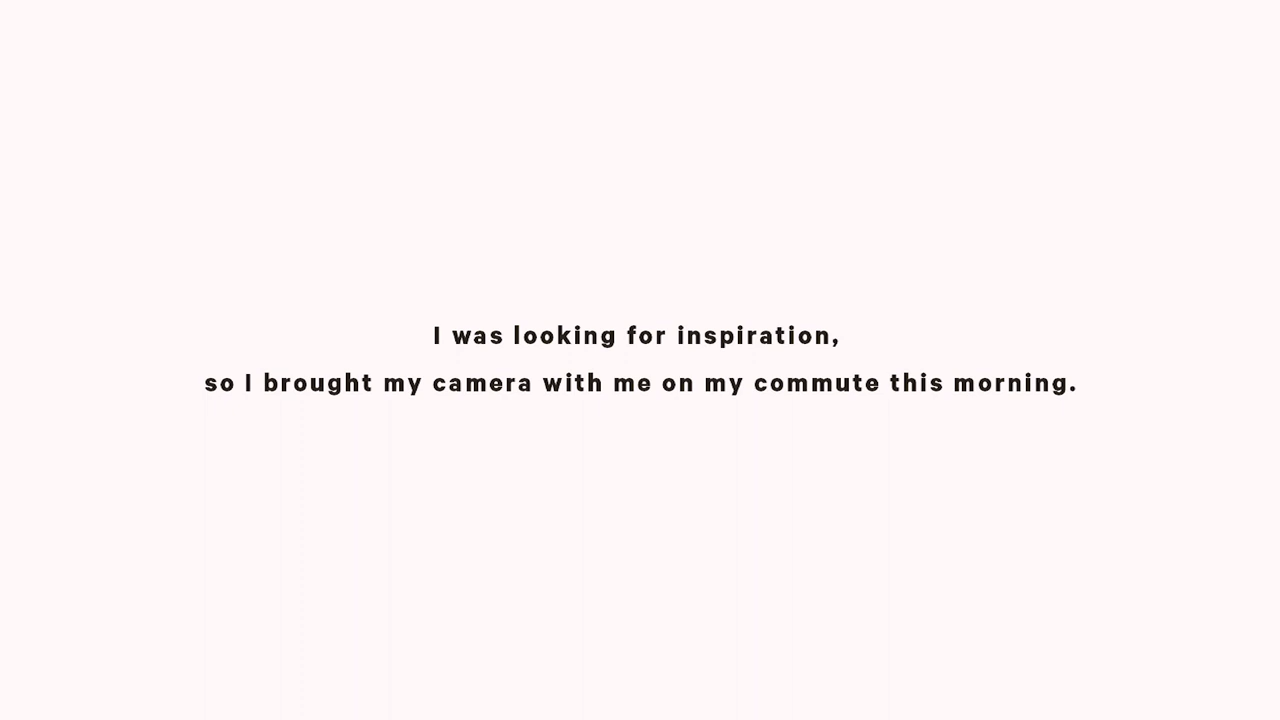 I was looking for inspiration,
so I brought my camera with me on my commute this morning.